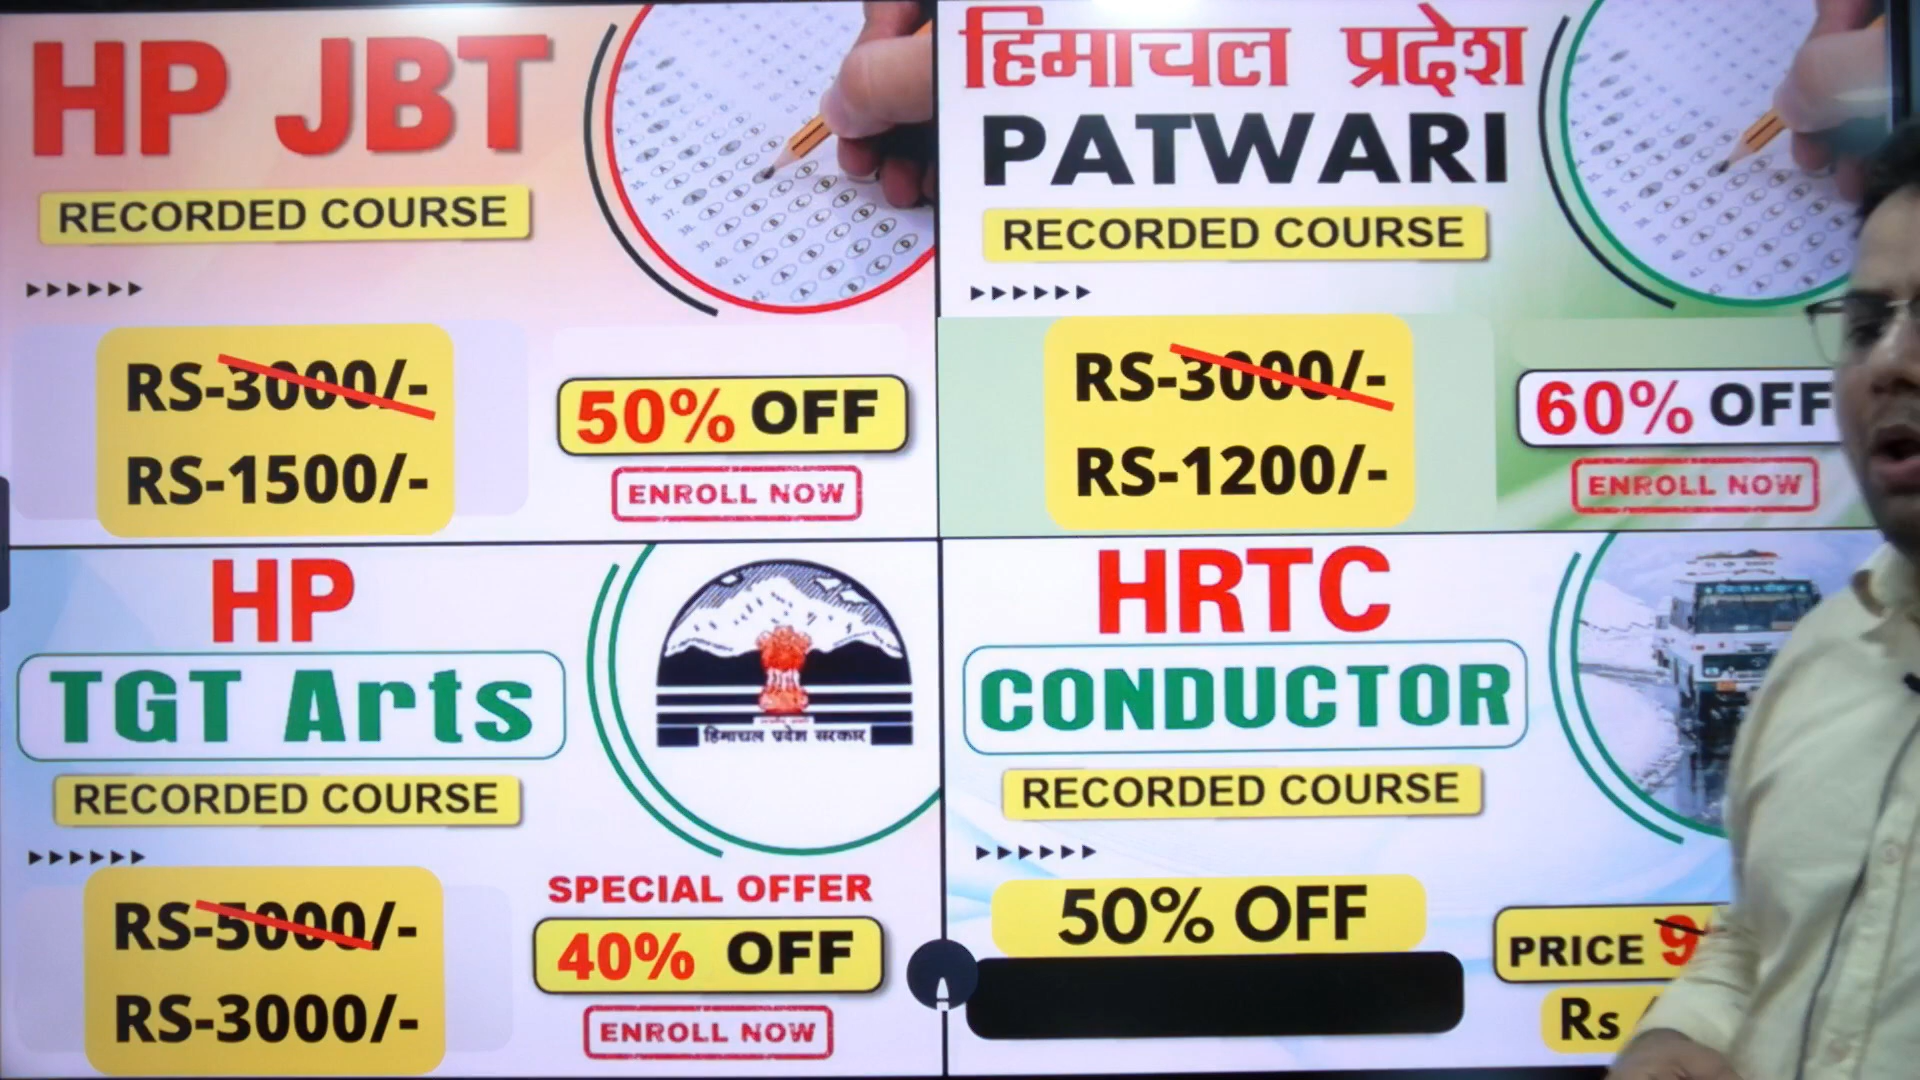 HP JBT
RECORDED COURSE
RS-3000/-
RS-1500/-
50% OFF
ENROLL NOW
हिमाचल प्रदेश
PATWARI
RECORDED COURSE
RS-3000/-
RS-1200/-
60% OFF
ENROLL NOW
HP
TGT Arts
RECORDED COURSE
हिमाचल प्रदेश सरकार
RS-5000/-
RS-3000/-
SPECIAL OFFER
40% OFF
ENROLL NOW
HRTC
CONDUCTOR
RECORDED COURSE
50% OFF
PRICE 9
Rs